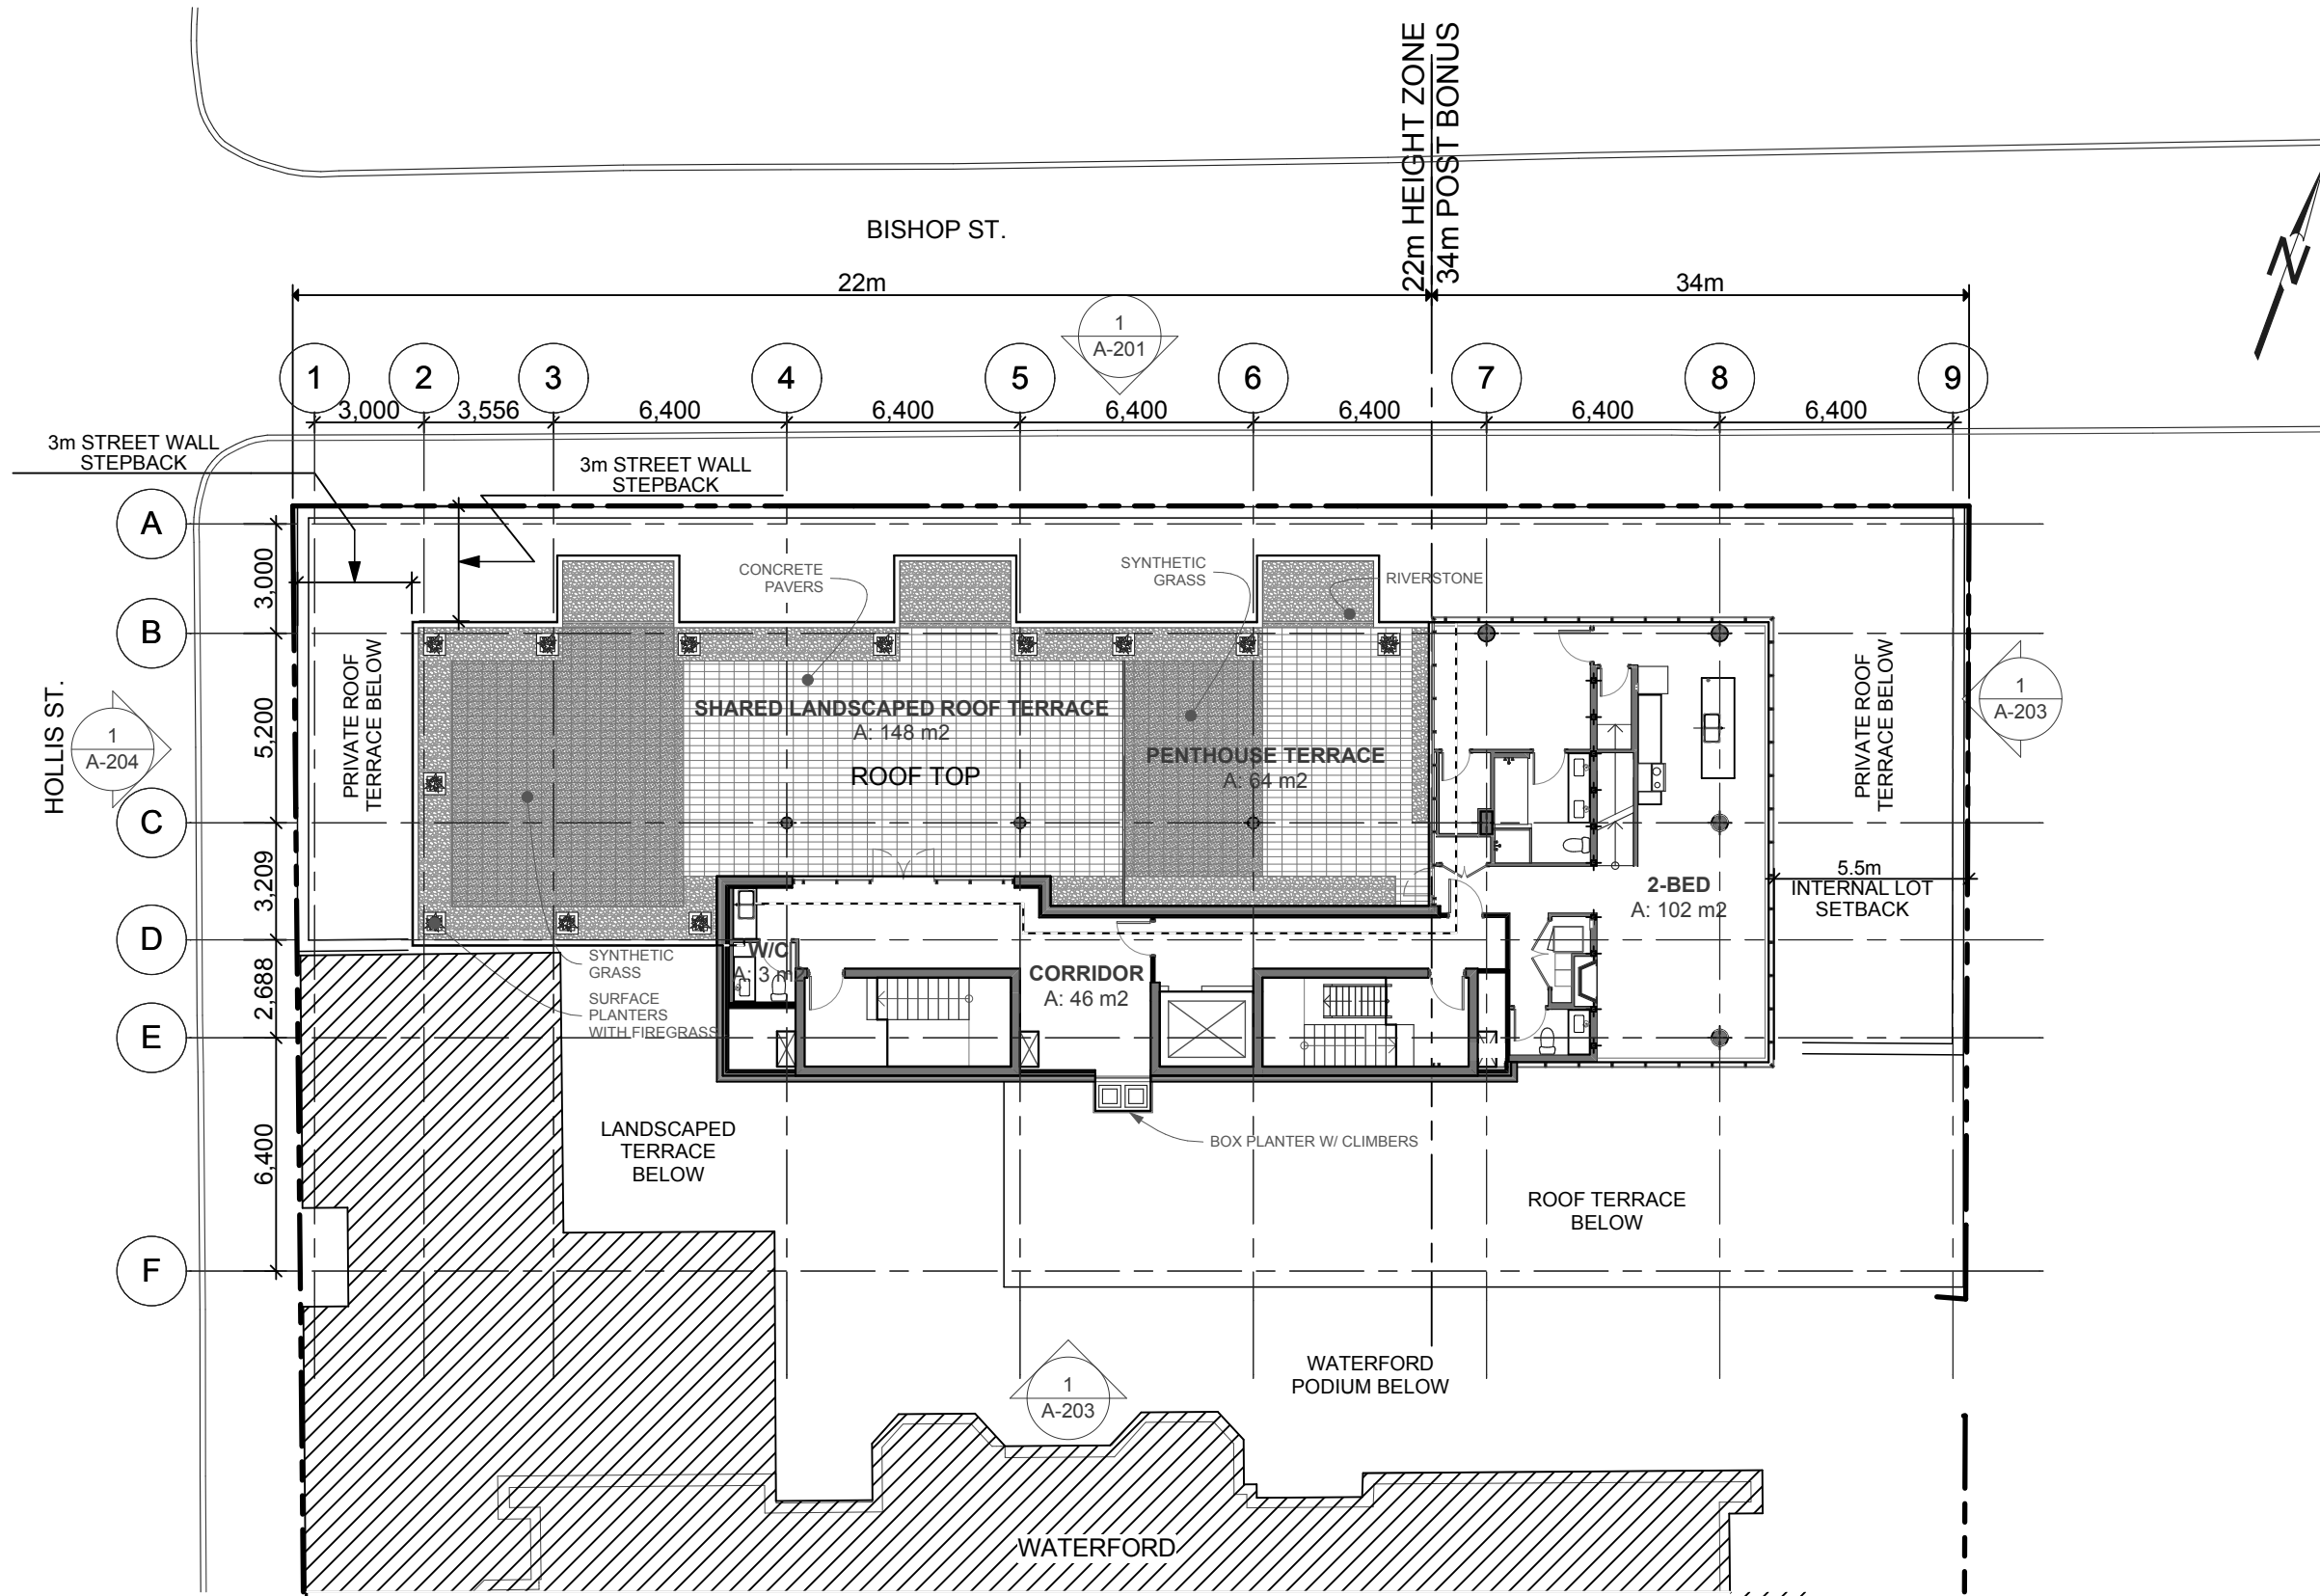 22m HEIGHT ZONE
34m POST BONUS
BISHOP ST.
N
22m
34m
1
A-201
1
2
3
4
5
6
7
8
9
3,000
3,556
6,400
6,400
6,400
6,400
6,400
6,400
3m STREET WALL
STEPBACK
3m STREET WALL
STEPBACK
A
B
C
D
E
F
3,000
5,200
3,209
2,688
6,400
HOLLIS ST.
1
A-204
PRIVATE ROOF
TERRACE BELOW
CONCRETE
PAVERS
SYNTHETIC
GRASS
RIVERSTONE
SHARED LANDSCAPED ROOF TERRACE
A: 148 m2
ROOF TOP
PENTHOUSE TERRACE
A: 64 m2
PRIVATE ROOF
TERRACE BELOW
1
A-203
2-BED
A: 102 m2
5.5m
INTERNAL LOT
SETBACK
W/C
A: 3 m2
CORRIDOR
A: 46 m2
SYNTHETIC
GRASS
SURFACE
PLANTERS
WITH FIREGRASS
LANDSCAPED
TERRACE
BELOW
BOX PLANTER W/ CLIMBERS
ROOF TERRACE
BELOW
WATERFORD
PODIUM BELOW
1
A-203
WATERFORD